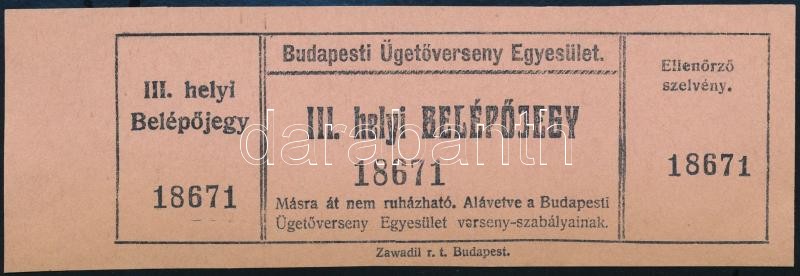 III. helyi
Belépőjegy
18671
Budapesti Ügetőverseny Egyesület.
III. helyi BELÉPŐJEGY
18671
Másra át nem ruházható. Alávetve a Budapesti
Ügetőverseny Egyesület verseny-szabályainak.
Ellenőrző
szelvény.
18671
Zawadil r. t. Budapest.
darabanth